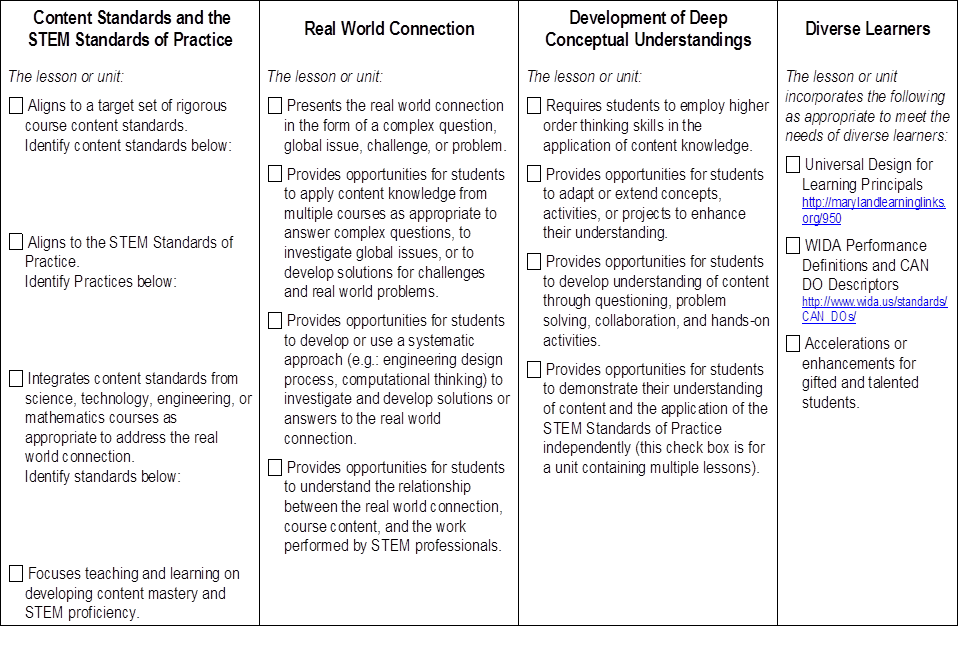 Content Standards and the
STEM Standards of Practice
The lesson or unit:
Aligns to a target set of rigorous
course content standards.
Identify content standards below:
Aligns to the STEM Standards of
Practice.
Identify Practices below:
Integrates content standards from
science, technology, engineering, or
mathematics courses as
appropriate to address the real
world connection.
Identify standards below:
Focuses teaching and learning on
developing content mastery and
STEM proficiency.
Real World Connection
The lesson or unit:
Presents the real world connection
in the form of a complex question,
global issue, challenge, or problem.
Provides opportunities for students
to apply content knowledge from
multiple courses as appropriate to
answer complex questions, to
investigate global issues, or to
develop solutions for challenges
and real world problems.
Provides opportunities for students
to develop or use a systematic
approach (e.g.: engineering design
process, computational thinking) to
investigate and develop solutions or
answers to the real world
connection.
Provides opportunities for students
to understand the relationship
between the real world connection,
course content, and the work
performed by STEM professionals.
Development of Deep
Conceptual Understandings
The lesson or unit:
Requires students to employ higher
order thinking skills in the
application of content knowledge.
Provides opportunities for students
to adapt or extend concepts,
activities, or projects to enhance
their understanding.
Provides opportunities for students
to develop understanding of content
through questioning, problem
solving, collaboration, and hands-on
activities.
Provides opportunities for students
to demonstrate their understanding
of content and the application of the
STEM Standards of Practice
independently (this check box is for
a unit containing multiple lessons).
Diverse Learners
The lesson or unit
incorporates the following
as appropriate to meet the
needs of diverse learners:
Universal Design for
Learning Principals
http://marylandlearninglinks.
org/950
WIDA Performance
Definitions and CAN
DO Descriptors
http://www.wida.us/standards/
CAN_DOs/
Accelerations or
enhancements for
gifted and talented
students.